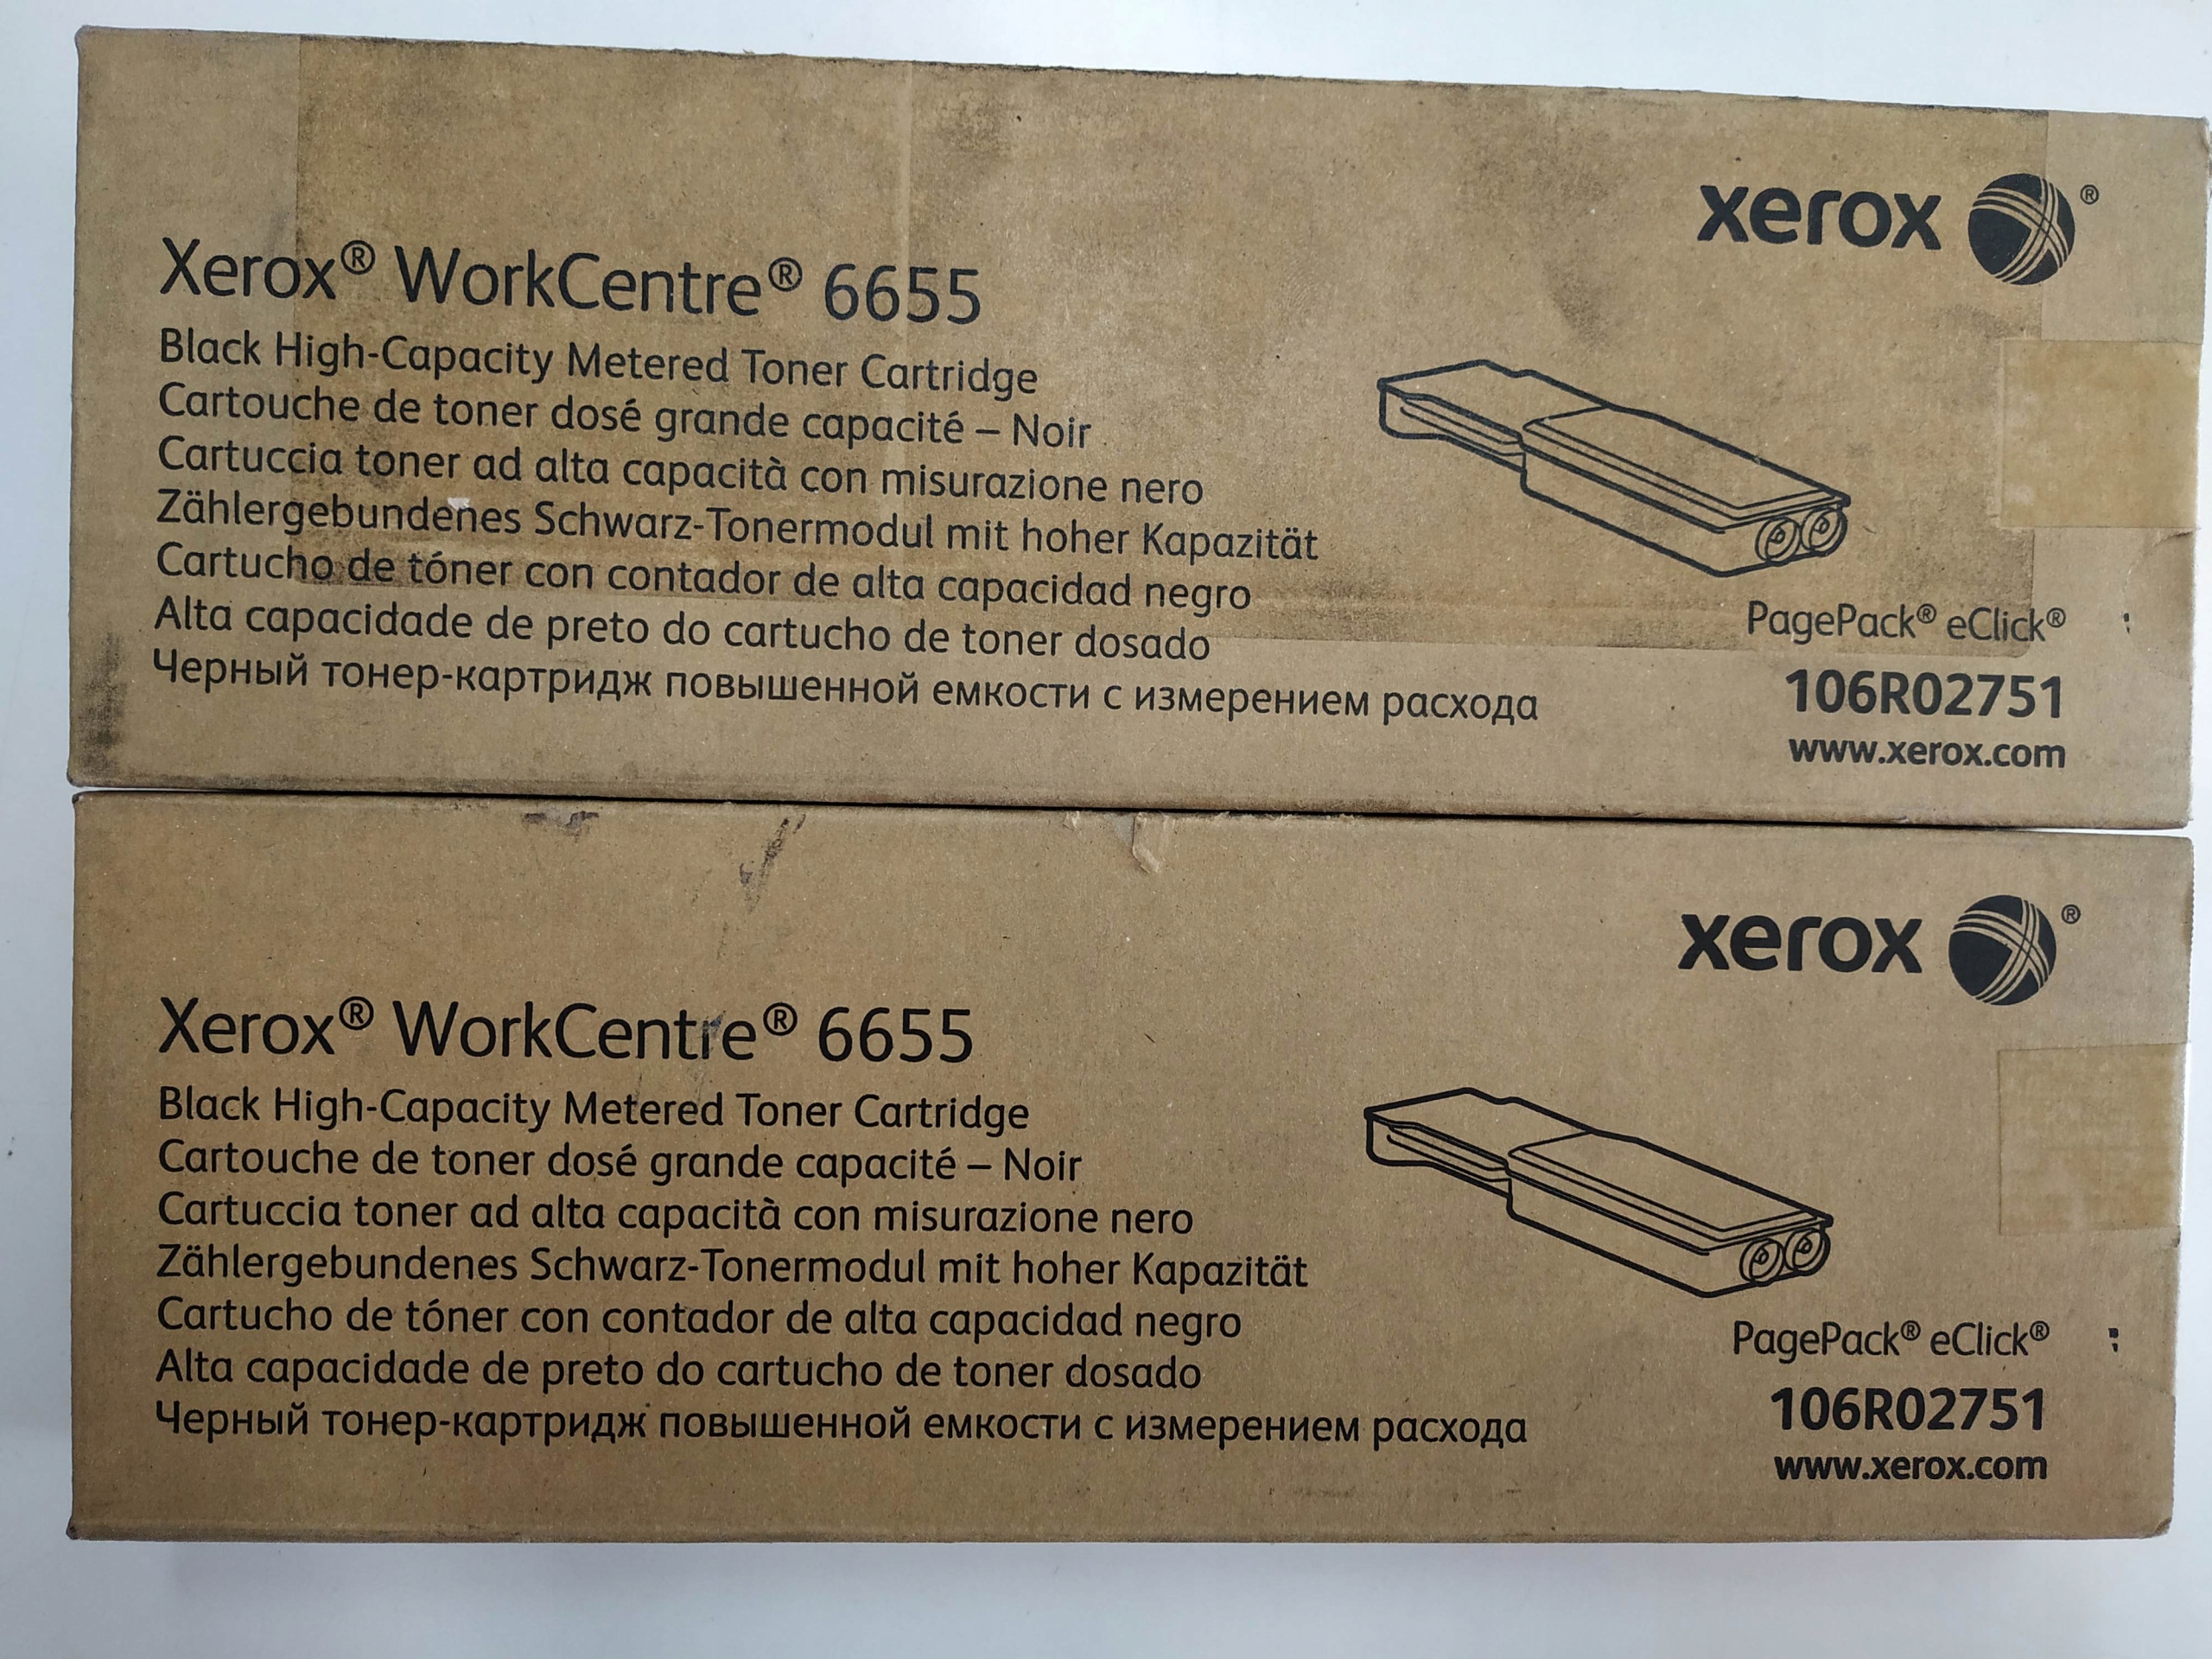 xerox ®
Xerox® WorkCentre® 6655
Black High-Capacity Metered Toner Cartridge
Cartouche de toner dosé grande capacité – Noir
Cartuccia toner ad alta capacità con misurazione nero
Zählergebundenes Schwarz-Tonermodul mit hoher Kapazität
Cartucho de tóner con contador de alta capacidad negro
Alta capacidade de preto do cartucho de toner dosado
Черный тонер-картридж повышенной емкости с измерением расхода
PagePack® eClick®
106R02751
www.xerox.com
xerox ®
Xerox® WorkCentre® 6655
Black High-Capacity Metered Toner Cartridge
Cartouche de toner dosé grande capacité – Noir
Cartuccia toner ad alta capacità con misurazione nero
Zählergebundenes Schwarz-Tonermodul mit hoher Kapazität
Cartucho de tóner con contador de alta capacidad negro
Alta capacidade de preto do cartucho de toner dosado
Черный тонер-картридж повышенной емкости с измерением расхода
PagePack® eClick®
106R02751
www.xerox.com